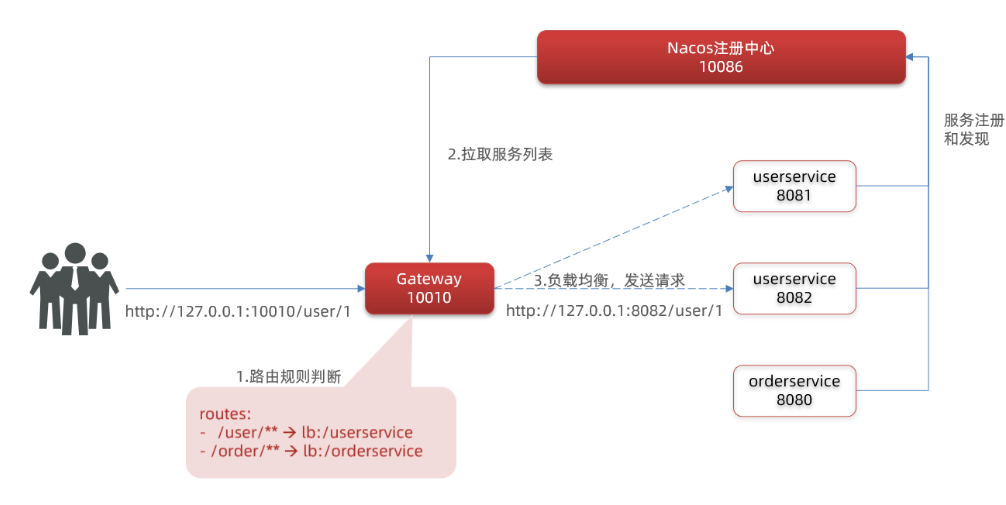 Nacos注册中心
10086
服务注册
和发现
2.拉取服务列表
userservice
8081
Gateway
10010
3.负载均衡，发送请求
userservice
8082
http://127.0.0.1:10010/user/1
http://127.0.0.1:8082/user/1
1.路由规则判断
orderservice
8080
routes:
- /user/** → lb:/userservice
- /order/** → lb:/orderservice